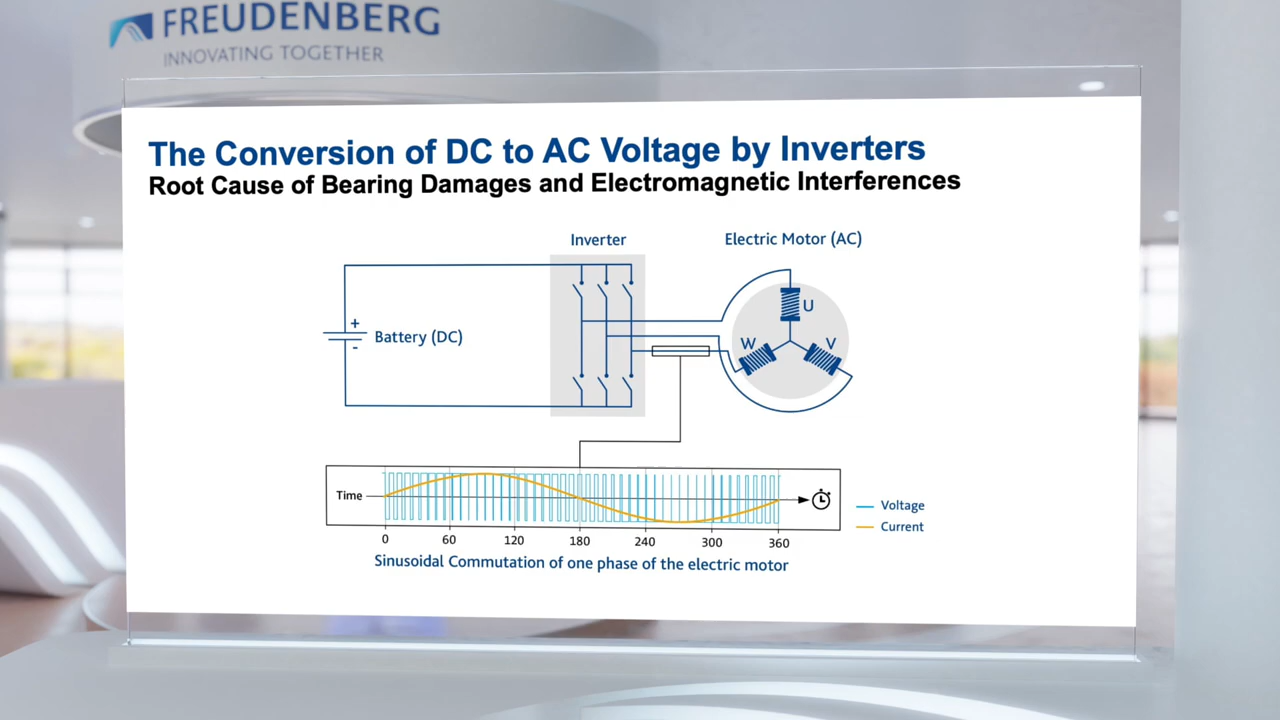 FREUDENBERG
INNOVATING TOGETHER
The Conversion of DC to AC Voltage by Inverters
Root Cause of Bearing Damages and Electromagnetic Interferences
Inverter
Electric Motor (AC)
+
Battery (DC)
-
U
W
V
Time
Voltage
Current
0 60 120 180 240 300 360
Sinusoidal Commutation of one phase of the electric motor